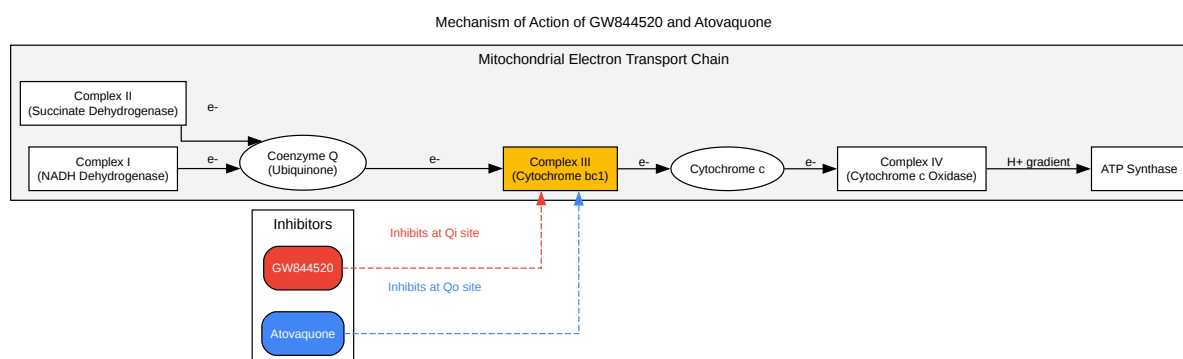 Mechanism of Action of GW844520 and Atovaquone
Mitochondrial Electron Transport Chain
Complex II
(Succinate Dehydrogenase)
e-
Complex I
(NADH Dehydrogenase)
e-
Coenzyme Q
(Ubiquinone)
e-
Complex III
(Cytochrome bc1)
e-
Cytochrome c
e-
Complex IV
(Cytochrome c Oxidase)
H+ gradient
ATP Synthase
Inhibitors
GW844520
Inhibits at Qi site
Atovaquone
Inhibits at Qo site